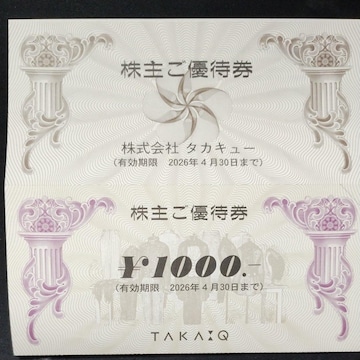 株主ご優待券
株式会社 タカキュー
(有効期限 2026年4月30日まで)
株主ご優待券
¥1000.-
(有効期限 2026年4月30日まで)
TAKA:Q